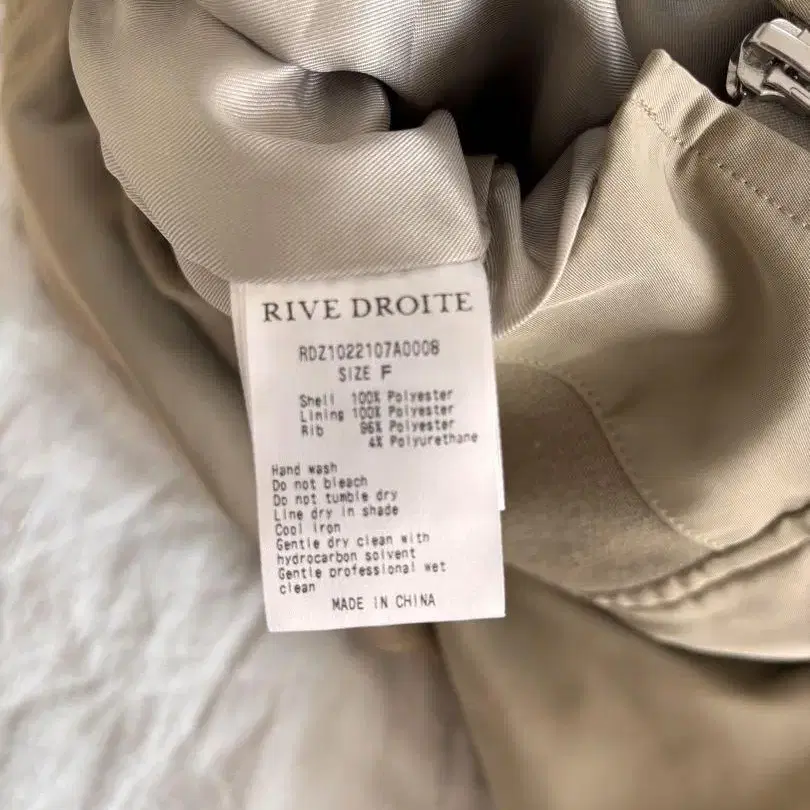 RIVE DROITE
RDZ1022107A0008
SIZE F
Shell 100% Polyester
Lining 100% Polyester
Rib 96% Polyester
4% Polyurethane
Hand wash
Do not bleach
Do not tumble dry
Line dry in shade
Cool iron
Gentle dry clean with
hydrocarbon solvent
Gentle professional wet
clean
MADE IN CHINA